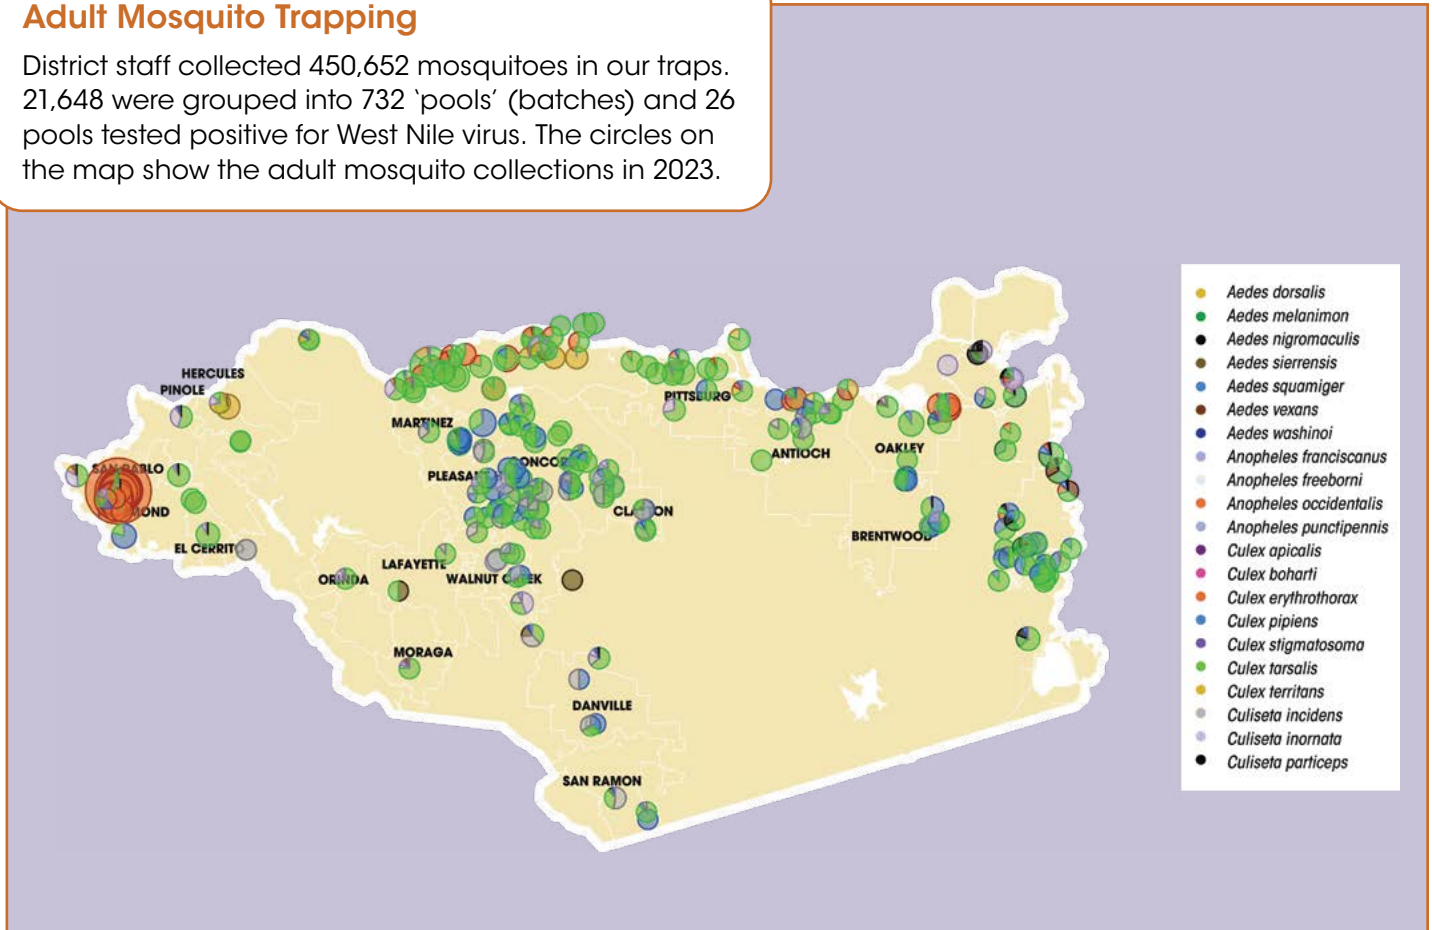 Adult Mosquito Trapping
District staff collected 450,652 mosquitoes in our traps.
21,648 were grouped into 732 ‘pools’ (batches) and 26
pools tested positive for West Nile virus. The circles on
the map show the adult mosquito collections in 2023.
HERCULES
PINOLE
MARTINEZ
PITTSBURG
SAN PABLO
ANTIOCH
OAKLEY
EL CERRITO
CLAYTON
BRENTWOOD
LAFAYETTE
ORINDA
WALNUT CREEK
MORAGA
DANVILLE
SAN RAMON
Aedes dorsalis
Aedes melanimon
Aedes nigromaculis
Aedes sierrensis
Aedes squamiger
Aedes vexans
Aedes washinoi
Anopheles franciscanus
Anopheles freeborni
Anopheles occidentalis
Anopheles punctipennis
Culex apicalis
Culex boharti
Culex erythrothorax
Culex pipiens
Culex stigmatosoma
Culex tarsalis
Culex territans
Culiseta incidens
Culiseta inornata
Culiseta particeps